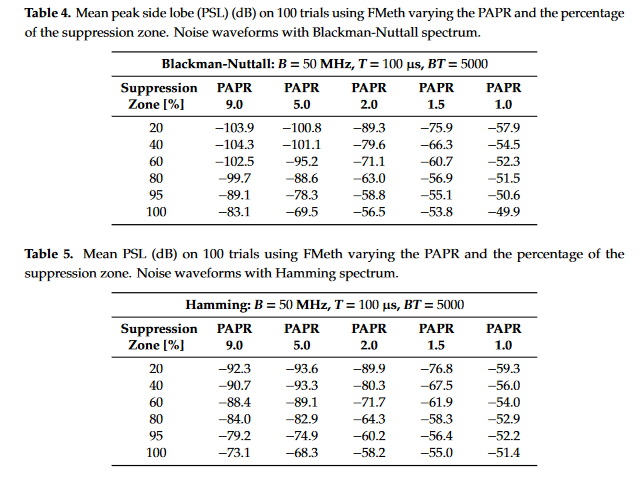 Table 4. Mean peak side lobe (PSL) (dB) on 100 trials using FMeth varying the PAPR and the percentage
of the suppression zone. Noise waveforms with Blackman-Nuttall spectrum.
Blackman-Nuttall: B = 50 MHz, T = 100 µs, BT = 5000
Suppression PAPR PAPR PAPR PAPR PAPR
Zone [%] 9.0 5.0 2.0 1.5 1.0
20 −103.9 −100.8 −89.3 −75.9 −57.9
40 −104.3 −101.1 −79.6 −66.3 −54.5
60 −102.5 −95.2 −71.1 −60.7 −52.3
80 −99.7 −88.6 −63.0 −56.9 −51.5
95 −89.1 −78.3 −58.8 −55.1 −50.6
100 −83.1 −69.5 −56.5 −53.8 −49.9
Table 5. Mean PSL (dB) on 100 trials using FMeth varying the PAPR and the percentage of the
suppression zone. Noise waveforms with Hamming spectrum.
Hamming: B = 50 MHz, T = 100 µs, BT = 5000
Suppression PAPR PAPR PAPR PAPR PAPR
Zone [%] 9.0 5.0 2.0 1.5 1.0
20 −92.3 −93.6 −89.9 −76.8 −59.3
40 −90.7 −93.3 −80.3 −67.5 −56.0
60 −88.4 −89.1 −71.7 −61.9 −54.0
80 −84.0 −82.9 −64.3 −58.3 −52.9
95 −79.2 −74.9 −60.2 −56.4 −52.2
100 −73.1 −68.3 −58.2 −55.0 −51.4